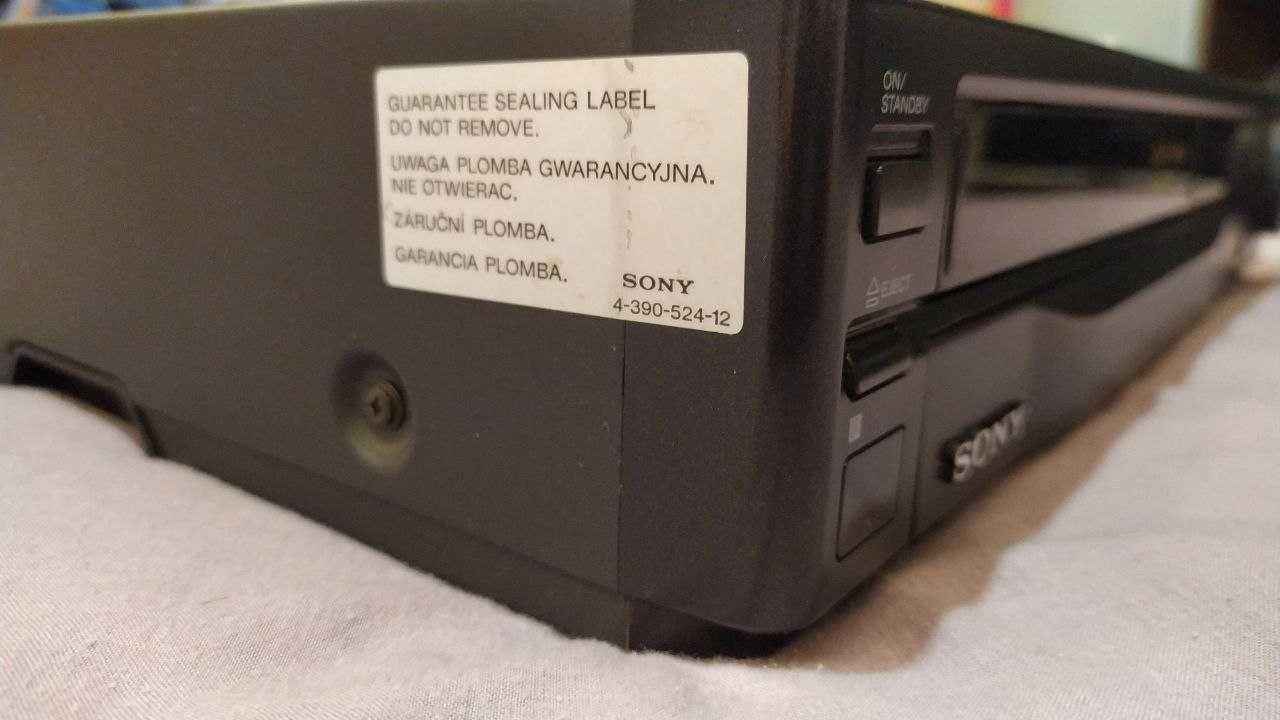 GUARANTEE SEALING LABEL
DO NOT REMOVE.
UWAGA PLOMBA GWARANCYJNA.
NIE OTWIERAC.
ZÁRUČNÍ PLOMBA.
GARANCIA PLOMBA.
SONY
4-390-524-12
ON/
STANDBY
EJECT
SONY